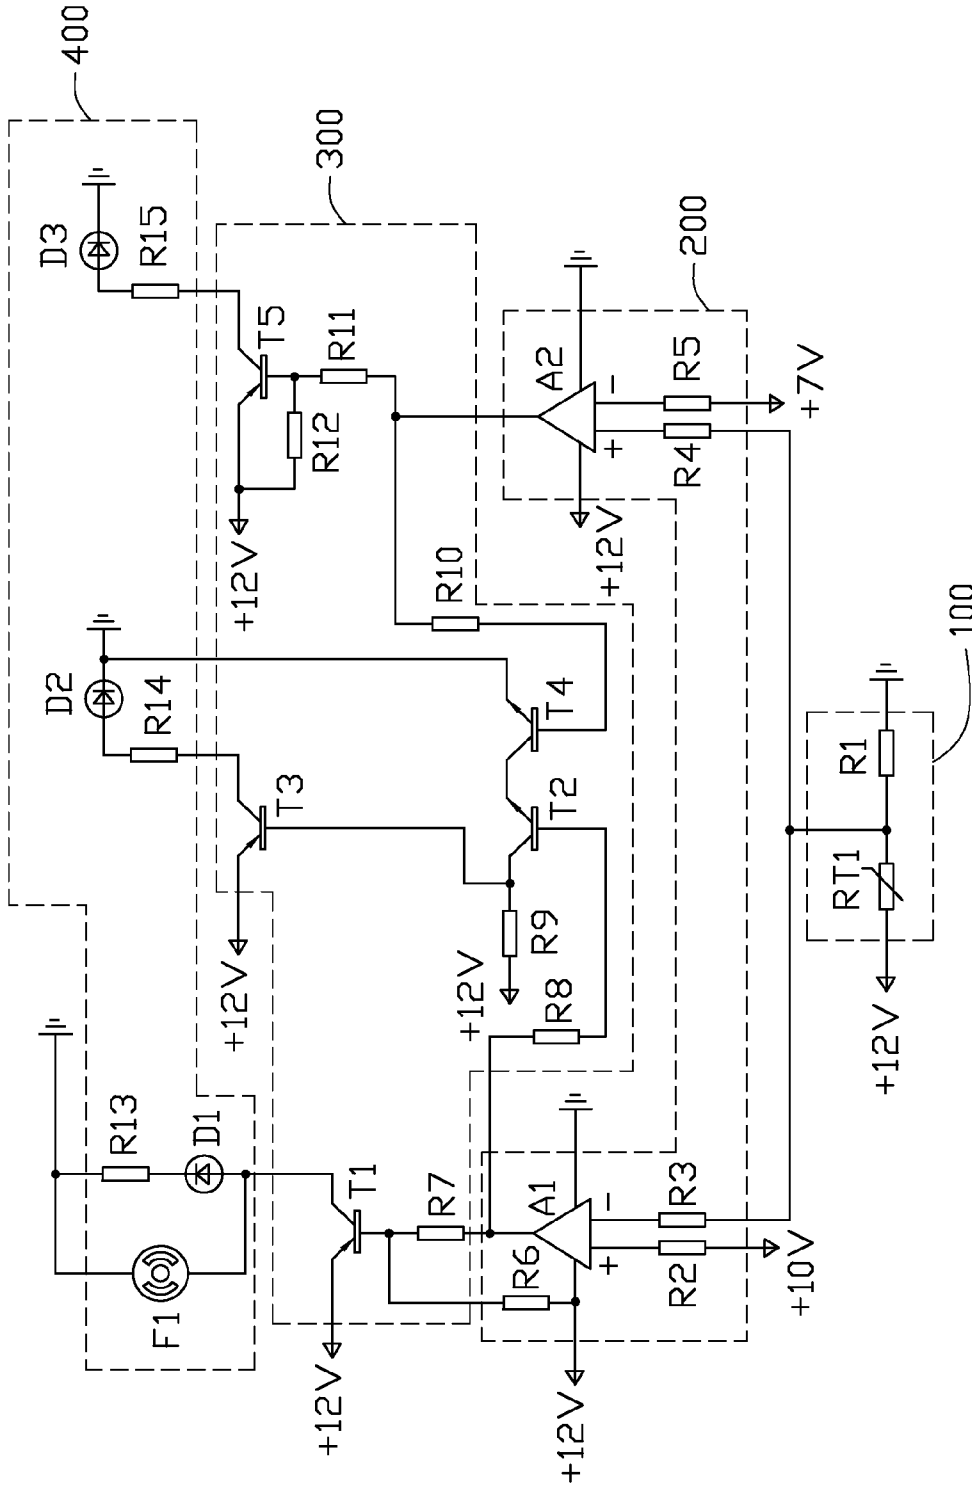 400
D3
R15
300
T5
R11
R12
+12V
200
A2
R5
+7V
R4
+
-
+12V
R10
D2
R14
T3
T4
T2
100
R1
RT1
+12V
+12V
R9
+12V
R8
R13
D1
T1
R7
A1
R3
-
+
R6
R2
+10V
F1
+12V
+12V